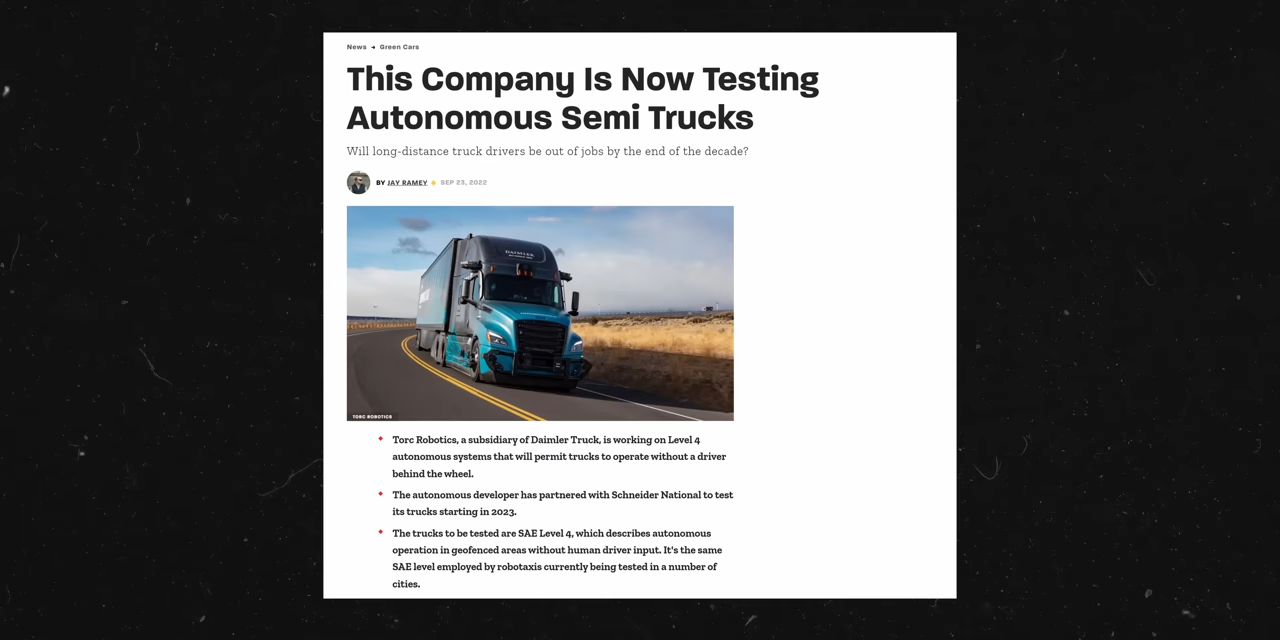 News → Green Cars
This Company Is Now Testing
Autonomous Semi Trucks
Will long-distance truck drivers be out of jobs by the end of the decade?
BY JAY RAMEY SEP 23, 2022
DAIMLER
TORC ROBOTICS
Torc Robotics, a subsidiary of Daimler Truck, is working on Level 4
autonomous systems that will permit trucks to operate without a driver
behind the wheel.
The autonomous developer has partnered with Schneider National to test
its trucks starting in 2023.
The trucks to be tested are SAE Level 4, which describes autonomous
operation in geofenced areas without human driver input. It's the same
SAE level employed by robotaxis currently being tested in a number of
cities.